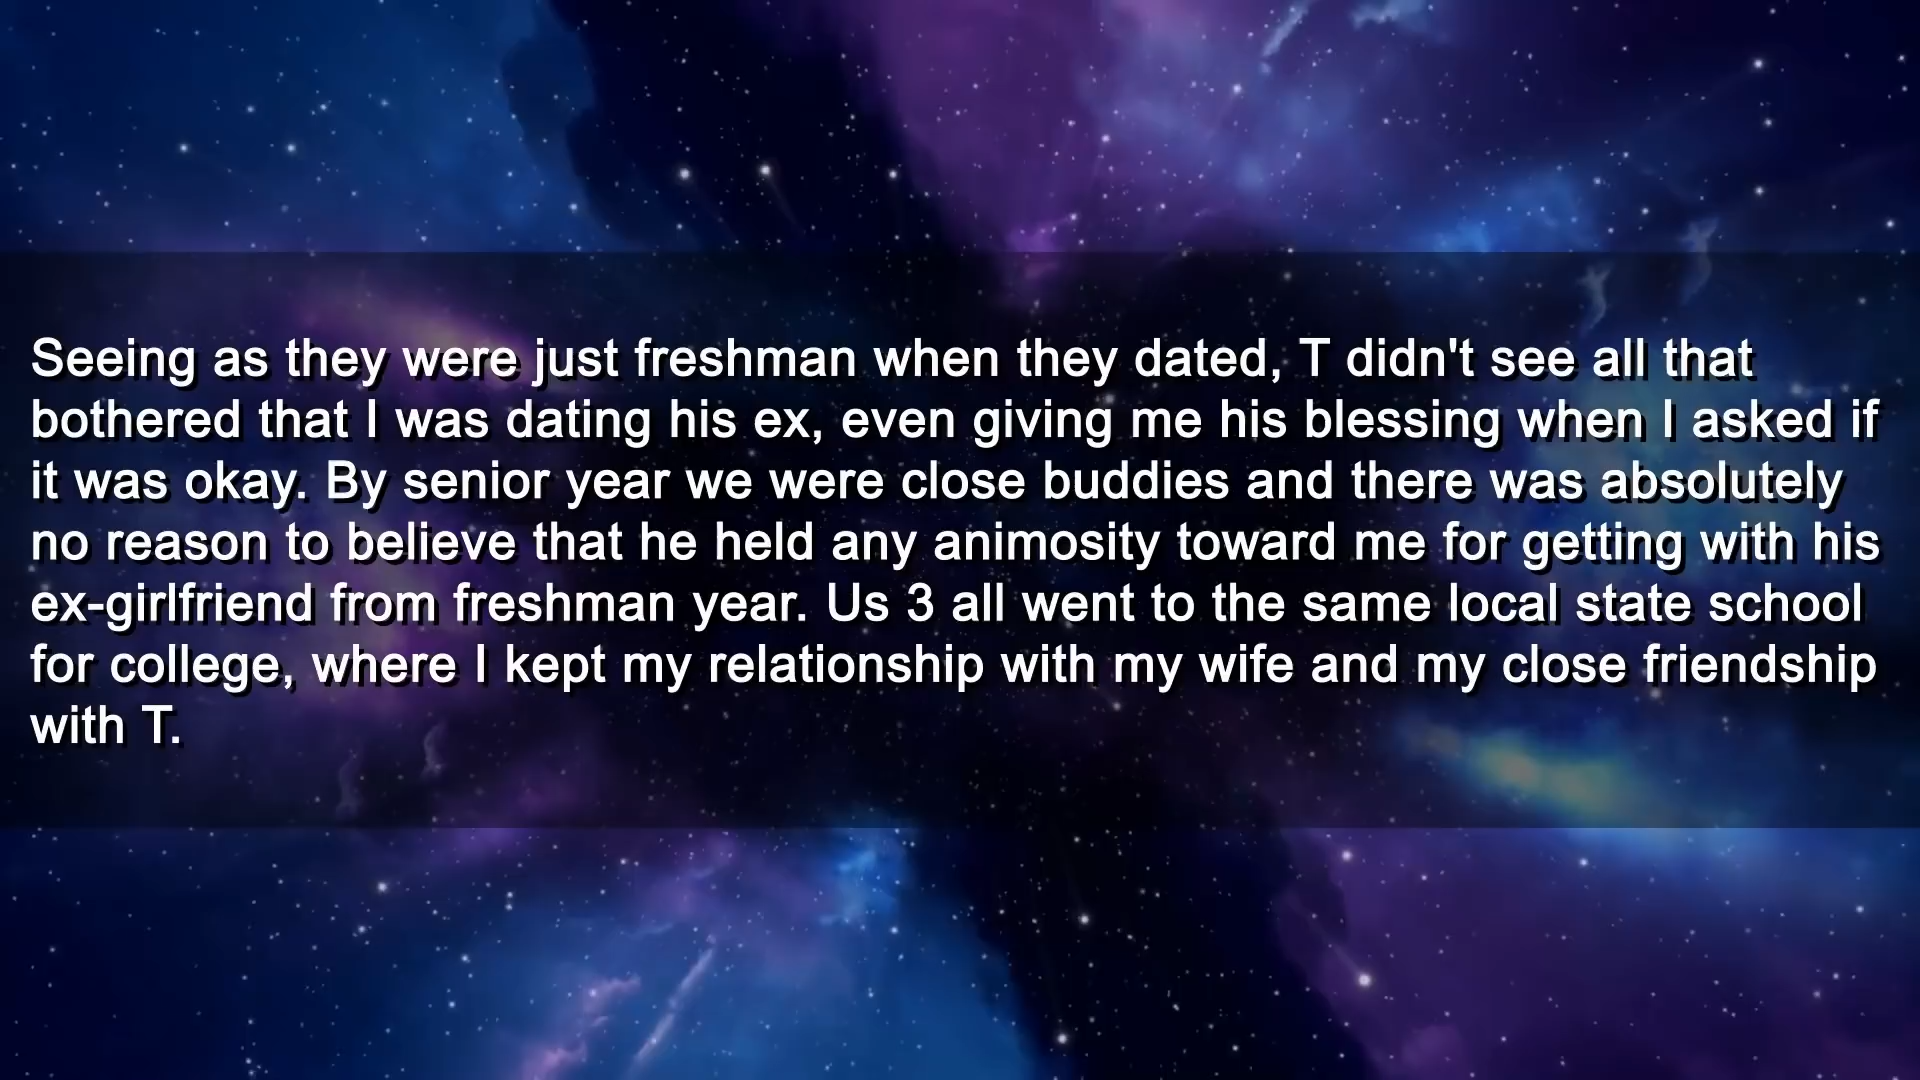 Seeing as they were just freshman when they dated, T didn't see all that
bothered that I was dating his ex, even giving me his blessing when I asked if
it was okay. By senior year we were close buddies and there was absolutely
no reason to believe that he held any animosity toward me for getting with his
ex-girlfriend from freshman year. Us 3 all went to the same local state school
for college, where I kept my relationship with my wife and my close friendship
with T.